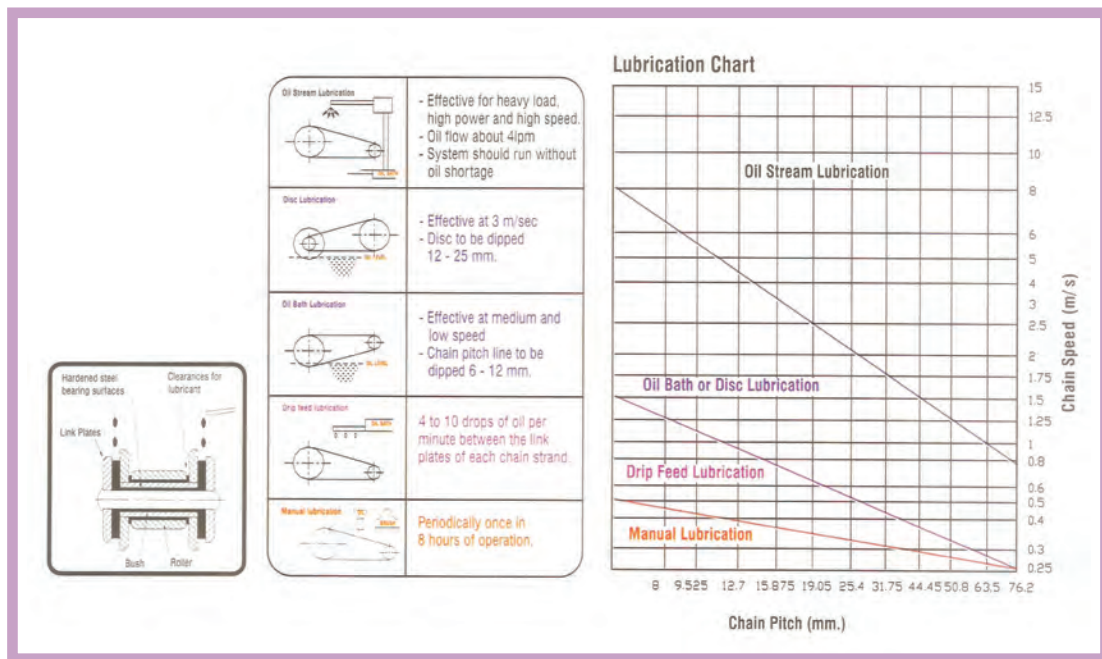 Lubrication Chart
Oil Stream Lubrication
OIL BATH
- Effective for heavy load,
high power and high speed.
- Oil flow about 4lpm
- System should run without
oil shortage
Disc Lubrication
OIL LEVEL
- Effective at 3 m/sec
- Disc to be dipped
12 - 25 mm.
Oil Bath Lubrication
OIL LEVEL
- Effective at medium and
low speed
- Chain pitch line to be
dipped 6 - 12 mm.
Drip feed lubrication
OIL BATH
4 to 10 drops of oil per
minute between the link
plates of each chain strand.
Manual lubrication
Periodically once in
8 hours of operation.
Hardened steel
bearing surfaces
Clearances for
lubricant
Link Plates
Bush
Roller
Oil Stream Lubrication
Oil Bath or Disc Lubrication
Drip Feed Lubrication
Manual Lubrication
15
12.5
10
8
6
5
4
3
2.5
2
1.75
1.5
1.25
1
0.8
0.6
0.5
0.4
0.3
0.25
Chain Speed (m/ s)
8 9.525 12.7 15.875 19.05 25.4 31.75 44.45 50.8 63.5 76.2
Chain Pitch (mm.)